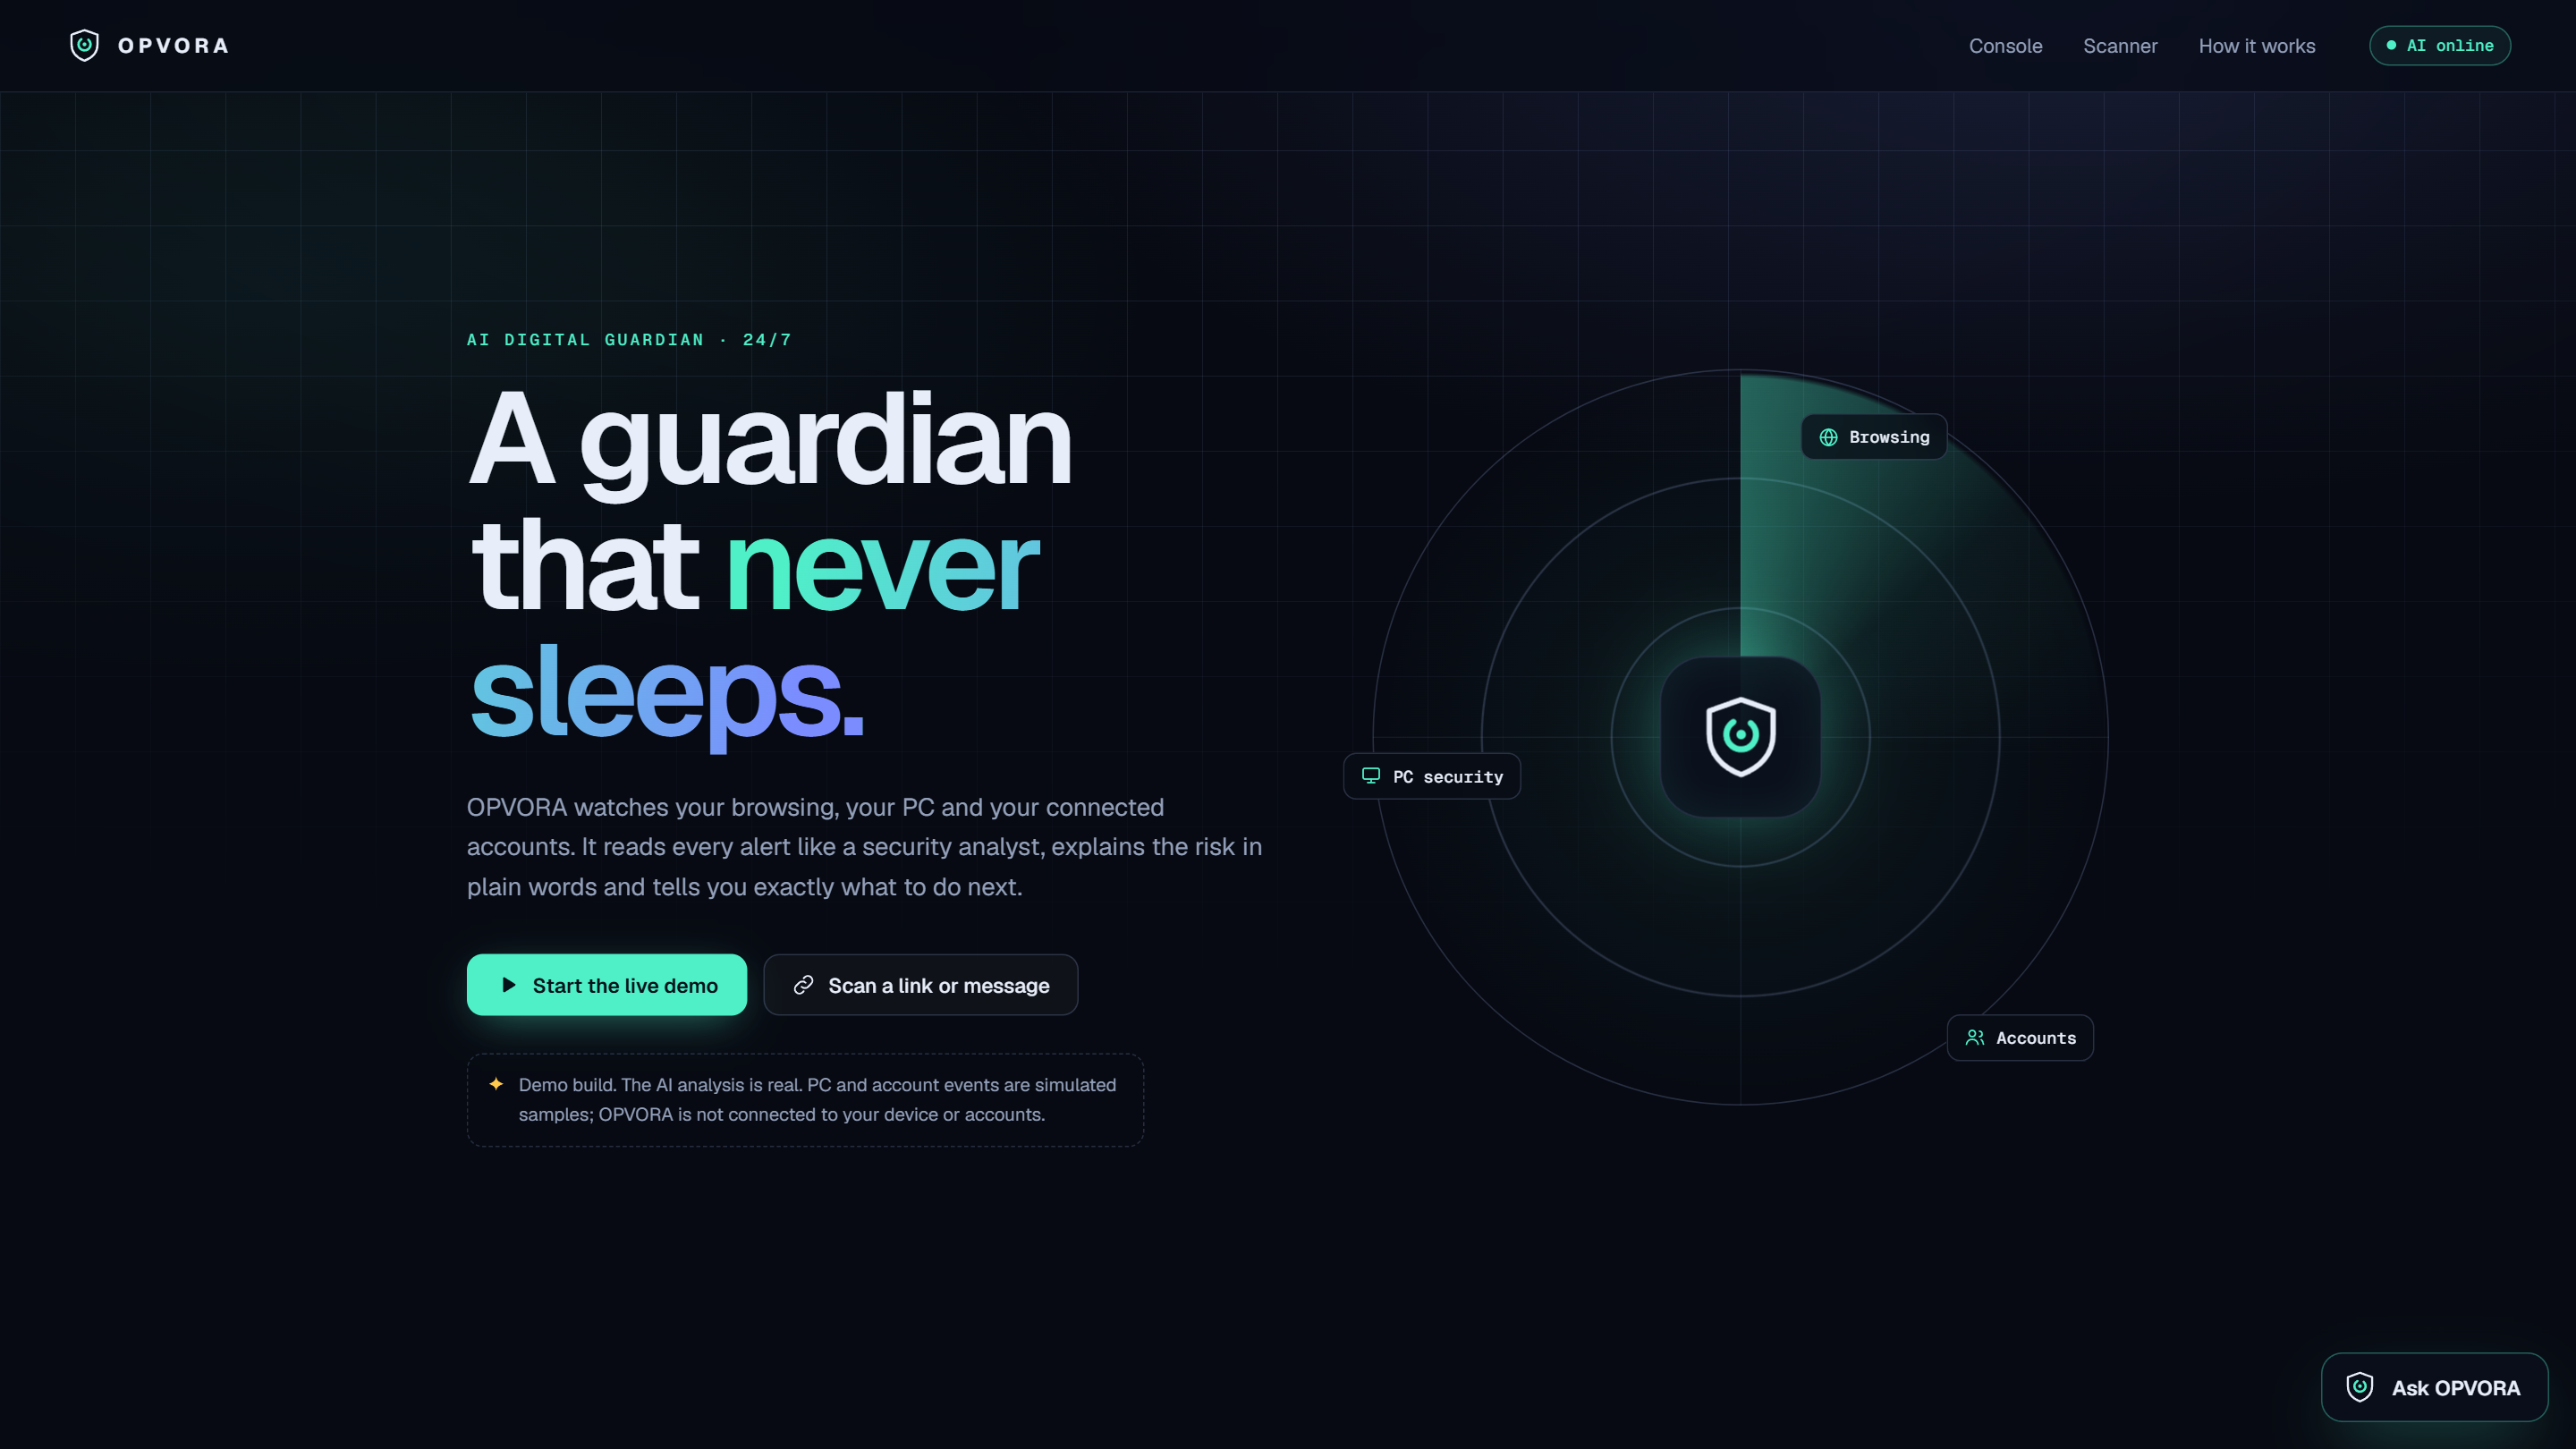 OPVORA
Console
Scanner
How it works
AI online
AI DIGITAL GUARDIAN · 24/7
A guardian
that never
sleeps.
OPVORA watches your browsing, your PC and your connected
accounts. It reads every alert like a security analyst, explains the risk in
plain words and tells you exactly what to do next.
Start the live demo
Scan a link or message
Demo build. The AI analysis is real. PC and account events are simulated
samples; OPVORA is not connected to your device or accounts.
Browsing
PC security
Accounts
Ask OPVORA